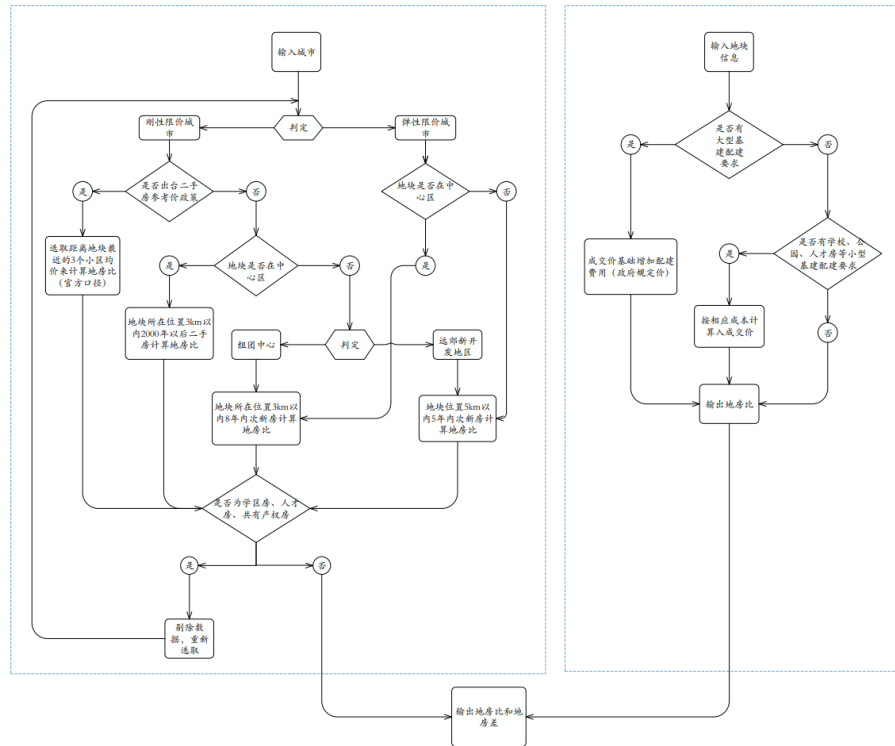 输入城市
刚性限价城
市
判定
弹性限价城
市
是
是否出台二手
房参考价政策
否
地块是否在中
心区
否
选取距离地块最
近的3个小区均
价来计算地房比
(官方口径)
是
地块是否在中
心区
否
是
地块所在位置3km以
内2000年以后二手
房计算地房比
组团中心
判定
远郊新开
发地区
地块所在位置3km以
内8年内次新房计算
地房比
地块位置5km以
内5年内次新房计
算地房比
是否为学区房、人才
房、共有产权房
是
否
剔除数
据,重新
选取
输入地块
信息
是
是否有
大型基
建配建
要求
否
成交价基础增加配建
费用(政府规定价)
是
是否有学校、公
园、人才房等小型
基建配建要求
按相应成本计
算入成交价
否
输出地房比
输出地房比和地
房差